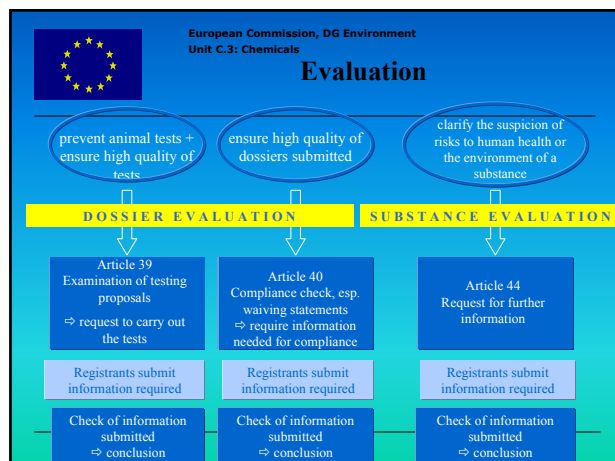 European Commission, DG Environment
Unit C.3: Chemicals
Evaluation
prevent animal tests +
ensure high quality of
tests
ensure high quality of
dossiers submitted
clarify the suspicion of
risks to human health or
the environment of a
substance
DOSSIER EVALUATION
SUBSTANCE EVALUATION
Article 39
Examination of testing
proposals
⇨ request to carry out
the tests
Article 40
Compliance check, esp.
waiving statements
⇨ require information
needed for compliance
Article 44
Request for further
information
Registrants submit
information required
Registrants submit
information required
Registrants submit
information required
Check of information
submitted
⇨ conclusion
Check of information
submitted
⇨ conclusion
Check of information
submitted
⇨ conclusion